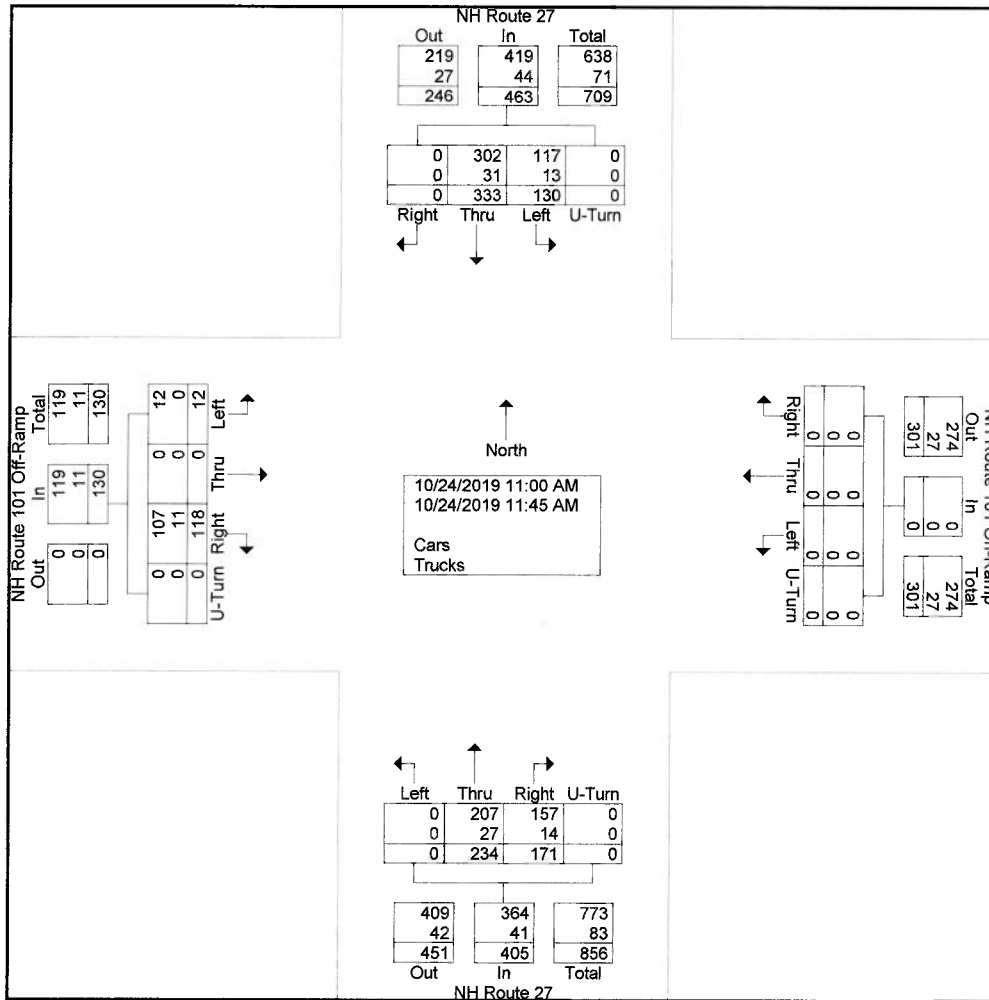 NH Route 27
Out In Total
219 419 638
27 44 71
246 463 709
0 302 117 0
0 31 13 0
0 333 130 0
Right Thru Left U-Turn
NH Route 101 Off-Ramp
Out In Total
0 119 119
0 11 11
0 130 130
U-Turn Right Thru Left
0 107 0 12
0 11 0 0
0 118 0 12
North
10/24/2019 11:00 AM
10/24/2019 11:45 AM
Cars
Trucks
Right Thru Left U-Turn
0 0 0 0
0 0 0 0
0 0 0 0
NH Route 101 Off-Ramp
Out In Total
274 0 274
27 0 27
301 0 301
Left Thru Right U-Turn
0 207 157 0
0 27 14 0
0 234 171 0
409 364 773
42 41 83
451 405 856
Out In Total
NH Route 27